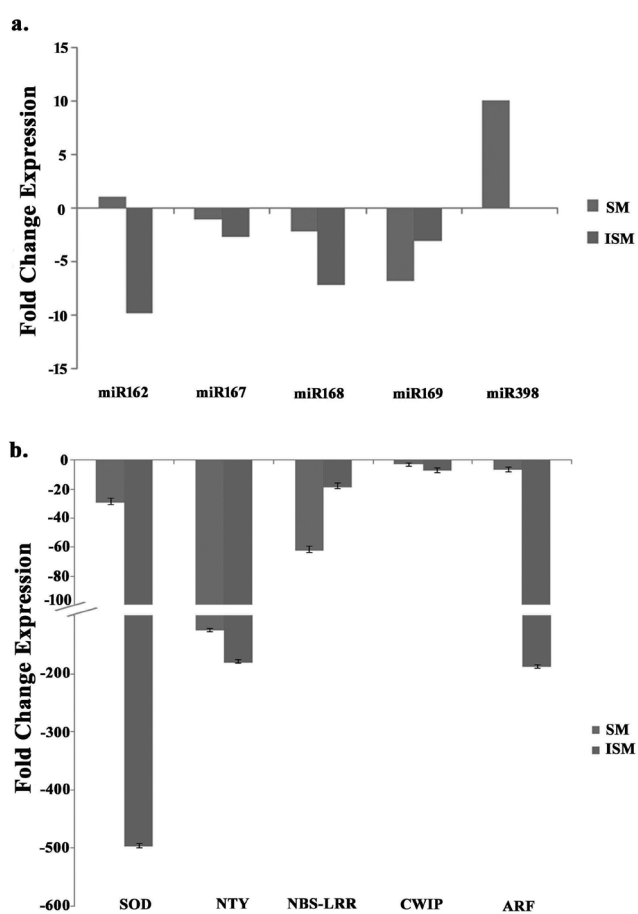 a.
Fold Change Expression
15
10
5
0
-5
-10
-15
miR162 miR167 miR168 miR169 miR398
SM
ISM
b.
Fold Change Expression
0
-20
-40
-60
-80
-100
-200
-300
-400
-500
-600
SOD NTY NBS-LRR CWIP ARF
SM
ISM